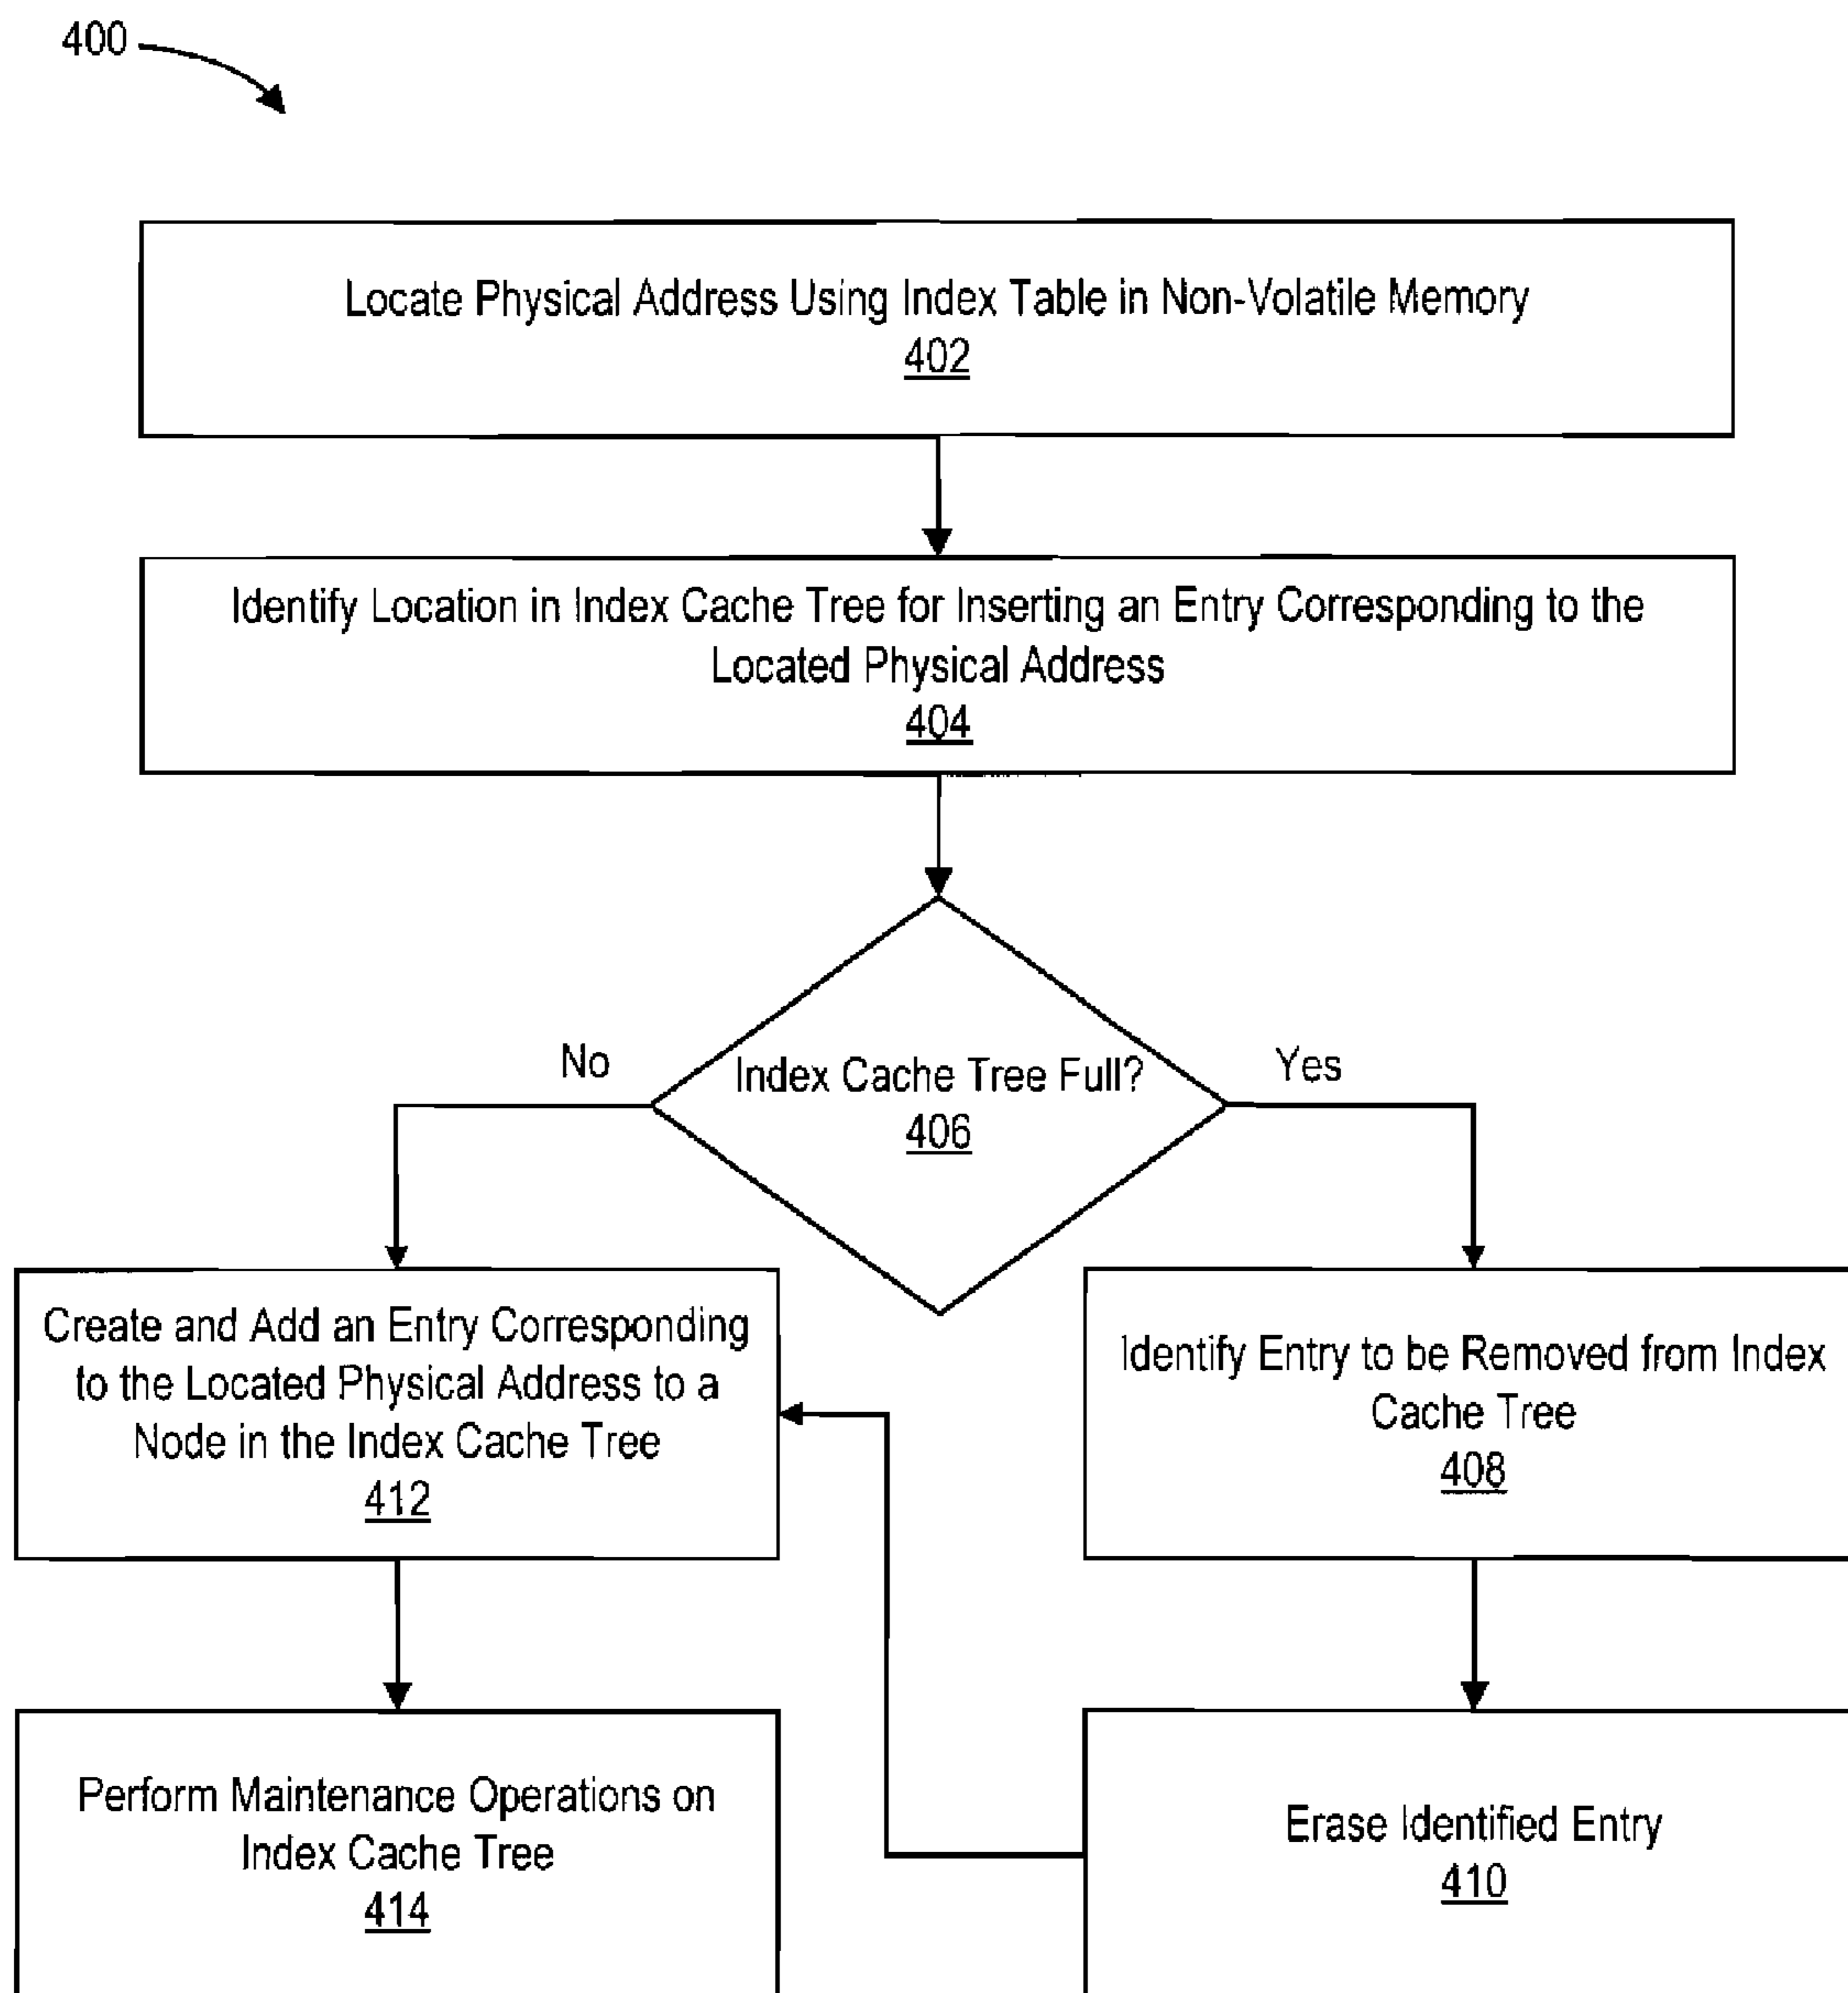 400
Locate Physical Address Using Index Table in Non-Volatile Memory
402
Identify Location in Index Cache Tree for Inserting an Entry Corresponding to the
Located Physical Address
404
No
Index Cache Tree Full?
406
Yes
Create and Add an Entry Corresponding
to the Located Physical Address to a
Node in the Index Cache Tree
412
Identify Entry to be Removed from Index
Cache Tree
408
Perform Maintenance Operations on
Index Cache Tree
414
Erase Identified Entry
410